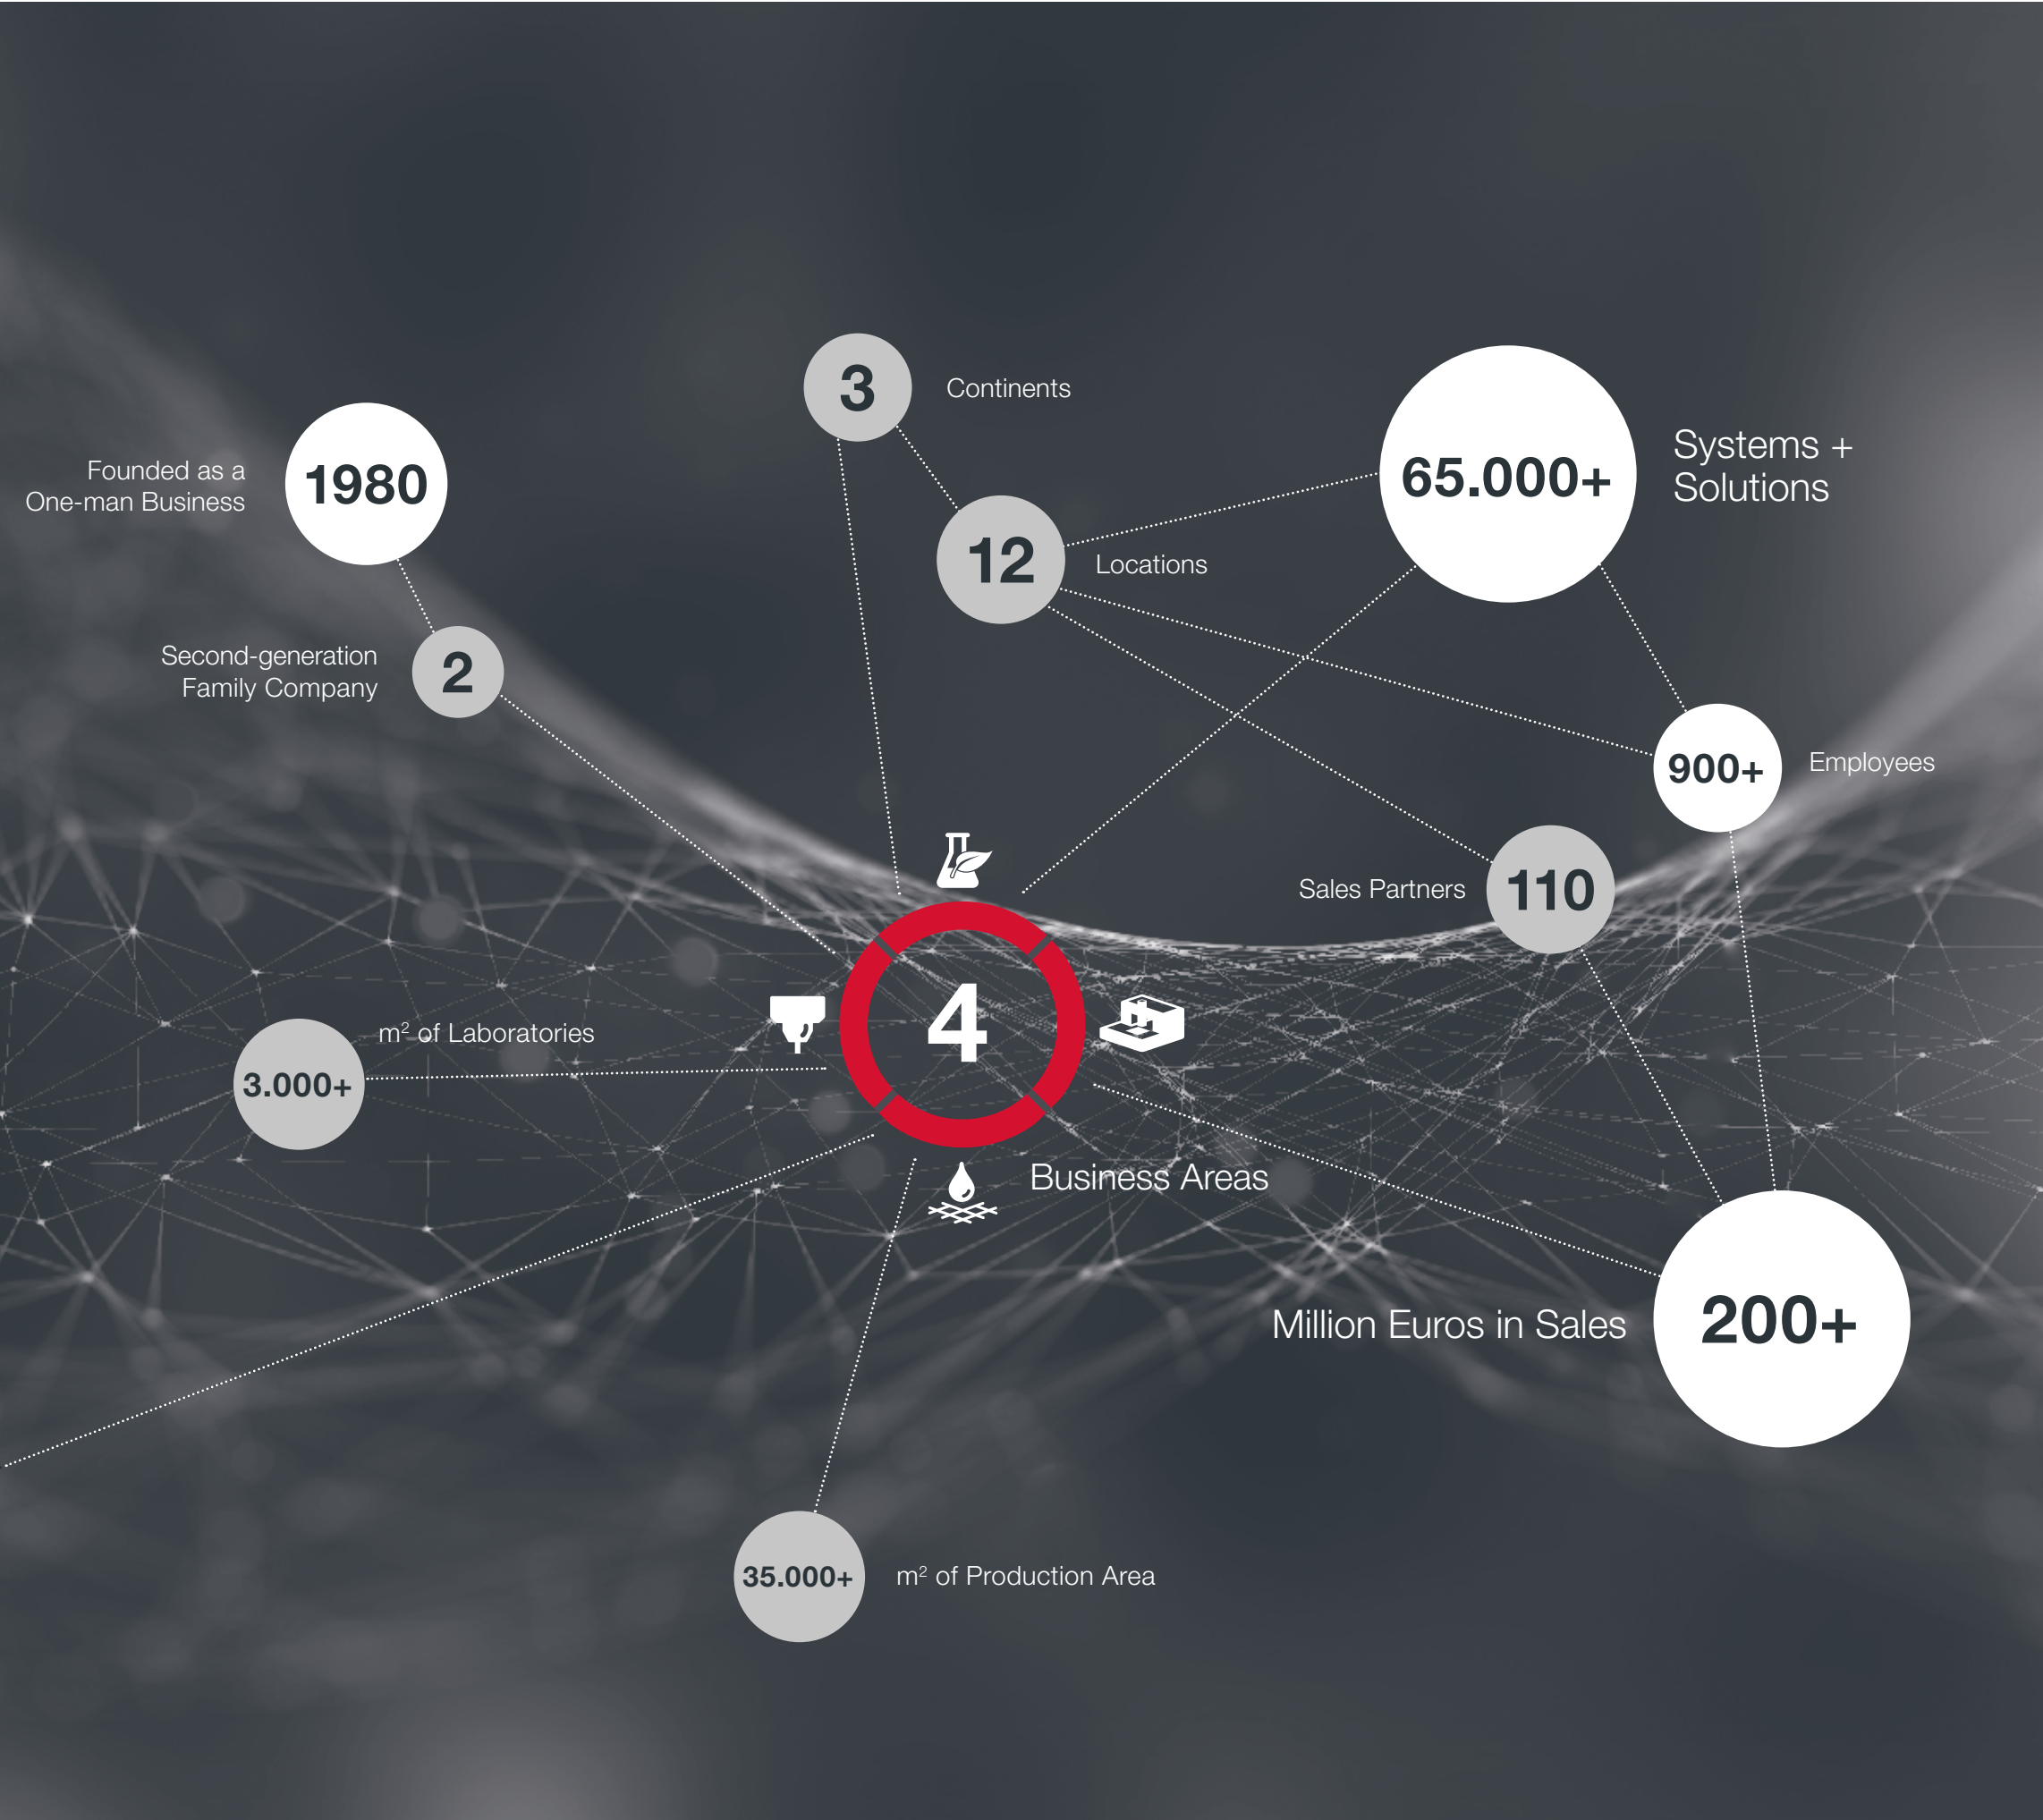 3
Continents
65.000+
Systems +
Solutions
Founded as a
One-man Business
1980
12
Locations
Second-generation
Family Company
2
900+
Employees
Sales Partners
110
4
m² of Laboratories
3.000+
Business Areas
Million Euros in Sales
200+
35.000+
m² of Production Area